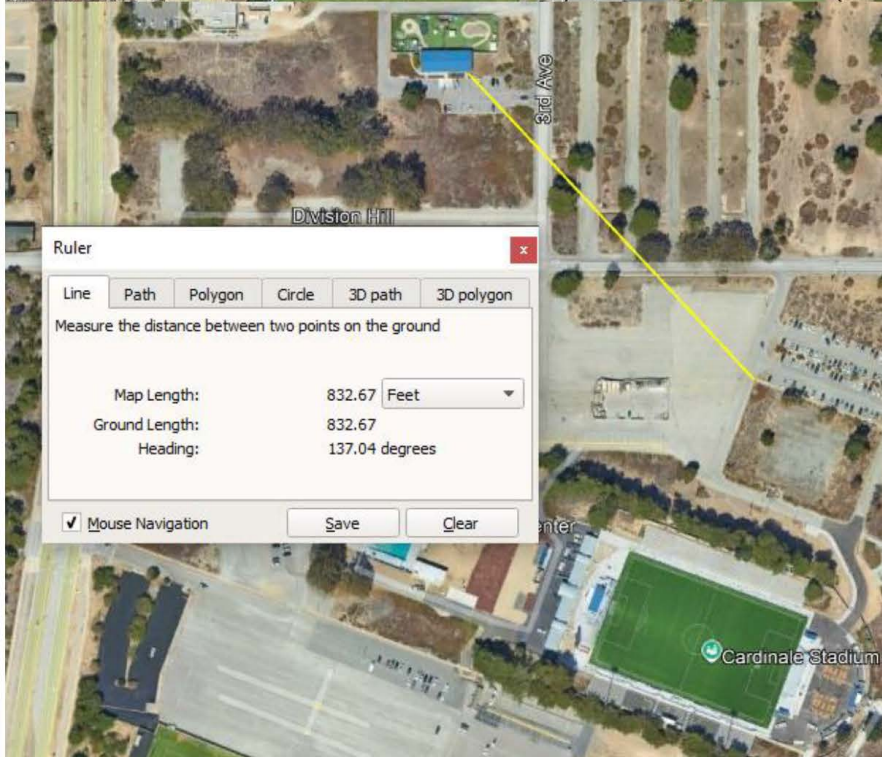 3rd Ave
Division Hill
Ruler
x
Line Path Polygon Circle 3D path 3D polygon
Measure the distance between two points on the ground
Map Length: 832.67 Feet
Ground Length: 832.67
Heading: 137.04 degrees
Mouse Navigation Save Clear
enter
Cardinale Stadium